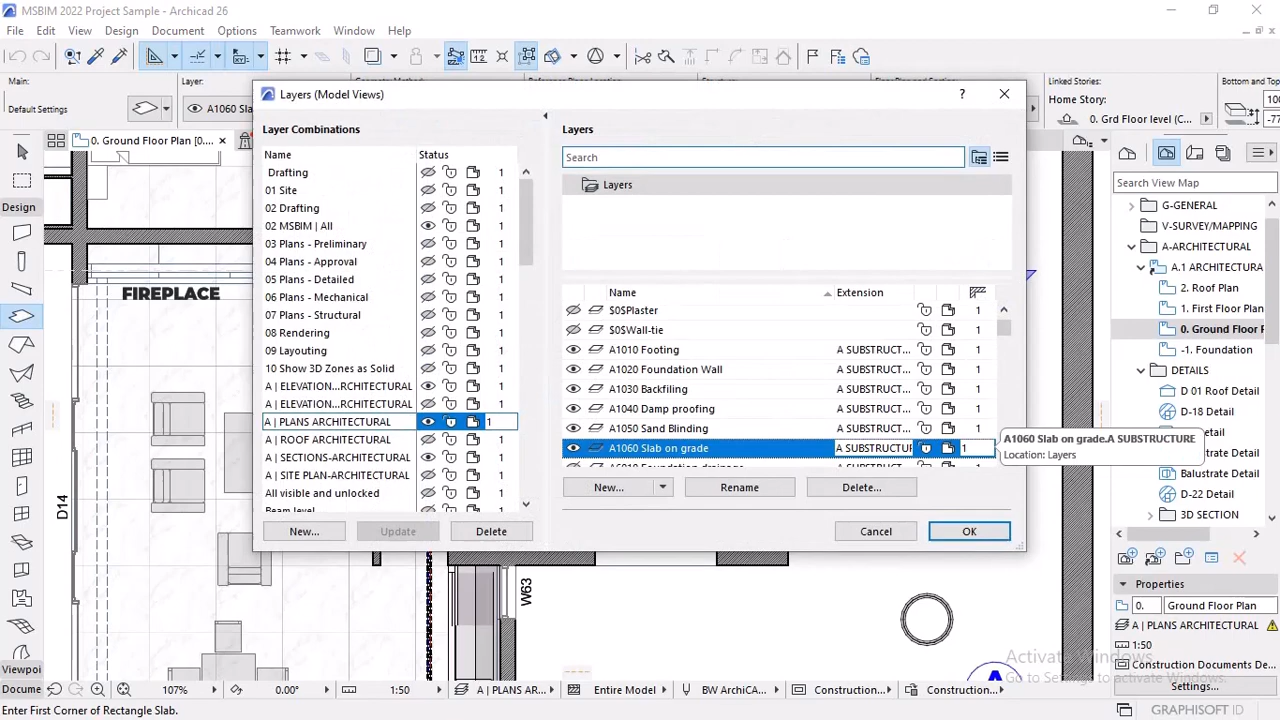 MSBIM 2022 Project Sample - Archicad 26
File Edit View Design Document Options Teamwork Window Help
Main:
Layer:
Default Settings
A1060 Sla
Linked Stories:
Home Story:
0. Grd Floor level (C...
Bottom and Top
0. Ground Floor Plan [0....
Layers (Model Views)
Layer Combinations
Name Status
Drafting 1
01 Site 1
02 Drafting 1
02 MSBIM | All 1
03 Plans - Preliminary 1
04 Plans - Approval 1
05 Plans - Detailed 1
06 Plans - Mechanical 1
07 Plans - Structural 1
08 Rendering 1
09 Layouting 1
10 Show 3D Zones as Solid 1
A | ELEVATION...RCHITECTURAL 1
A | ELEVATION...RCHITECTURAL 1
A | PLANS ARCHITECTURAL 1
A | ROOF ARCHITECTURAL 1
A | SECTIONS-ARCHITECTURAL 1
A | SITE PLAN-ARCHITECTURAL 1
All visible and unlocked 1
New... Update Delete
Layers
Search
Layers
Name Extension
$0$Plaster 1
$0$Wall-tie 1
A1010 Footing A SUBSTRUCT... 1
A1020 Foundation Wall A SUBSTRUCT... 1
A1030 Backfiling A SUBSTRUCT... 1
A1040 Damp proofing A SUBSTRUCT... 1
A1050 Sand Blinding A SUBSTRUCT... 1
A1060 Slab on grade A SUBSTRUCTUR 1
New... Rename Delete...
Cancel OK
A1060 Slab on grade.A SUBSTRUCTURE
Location: Layers
Design
Viewpoi
Docume
FIREPLACE
D14
W63
Search View Map
G-GENERAL
V-SURVEY/MAPPING
A-ARCHITECTURAL
A.1 ARCHITECTURA
2. Roof Plan
1. First Floor Plan
0. Ground Floor F
-1. Foundation
DETAILS
D 01 Roof Detail
D-18 Detail
trade Detail
trade Detail
Balustrade Detail
D-22 Detail
3D SECTION
Properties
0. Ground Floor Plan
A | PLANS ARCHITECTURAL
1:50
Construction Documents De...
Settings...
Activate Windows
Go to Settings to activate Windows.
107% 0.00° 1:50 A | PLANS AR... Entire Model BW ArchiCA... Construction... Construction...
Enter First Corner of Rectangle Slab.
GRAPHISOFT ID